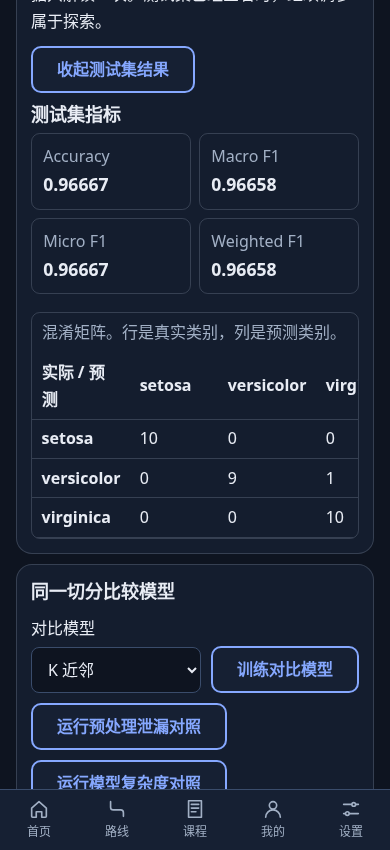 属于探索。
收起测试集结果
测试集指标
Accuracy
0.96667
Macro F1
0.96658
Micro F1
0.96667
Weighted F1
0.96658
混淆矩阵。行是真实类别，列是预测类别。
实际 / 预测 setosa versicolor virg
setosa 10 0 0
versicolor 0 9 1
virginica 0 0 10
同一切分比较模型
对比模型
K 近邻
训练对比模型
运行预处理泄漏对照
运行模型复杂度对照
首页 路线 课程 我的 设置